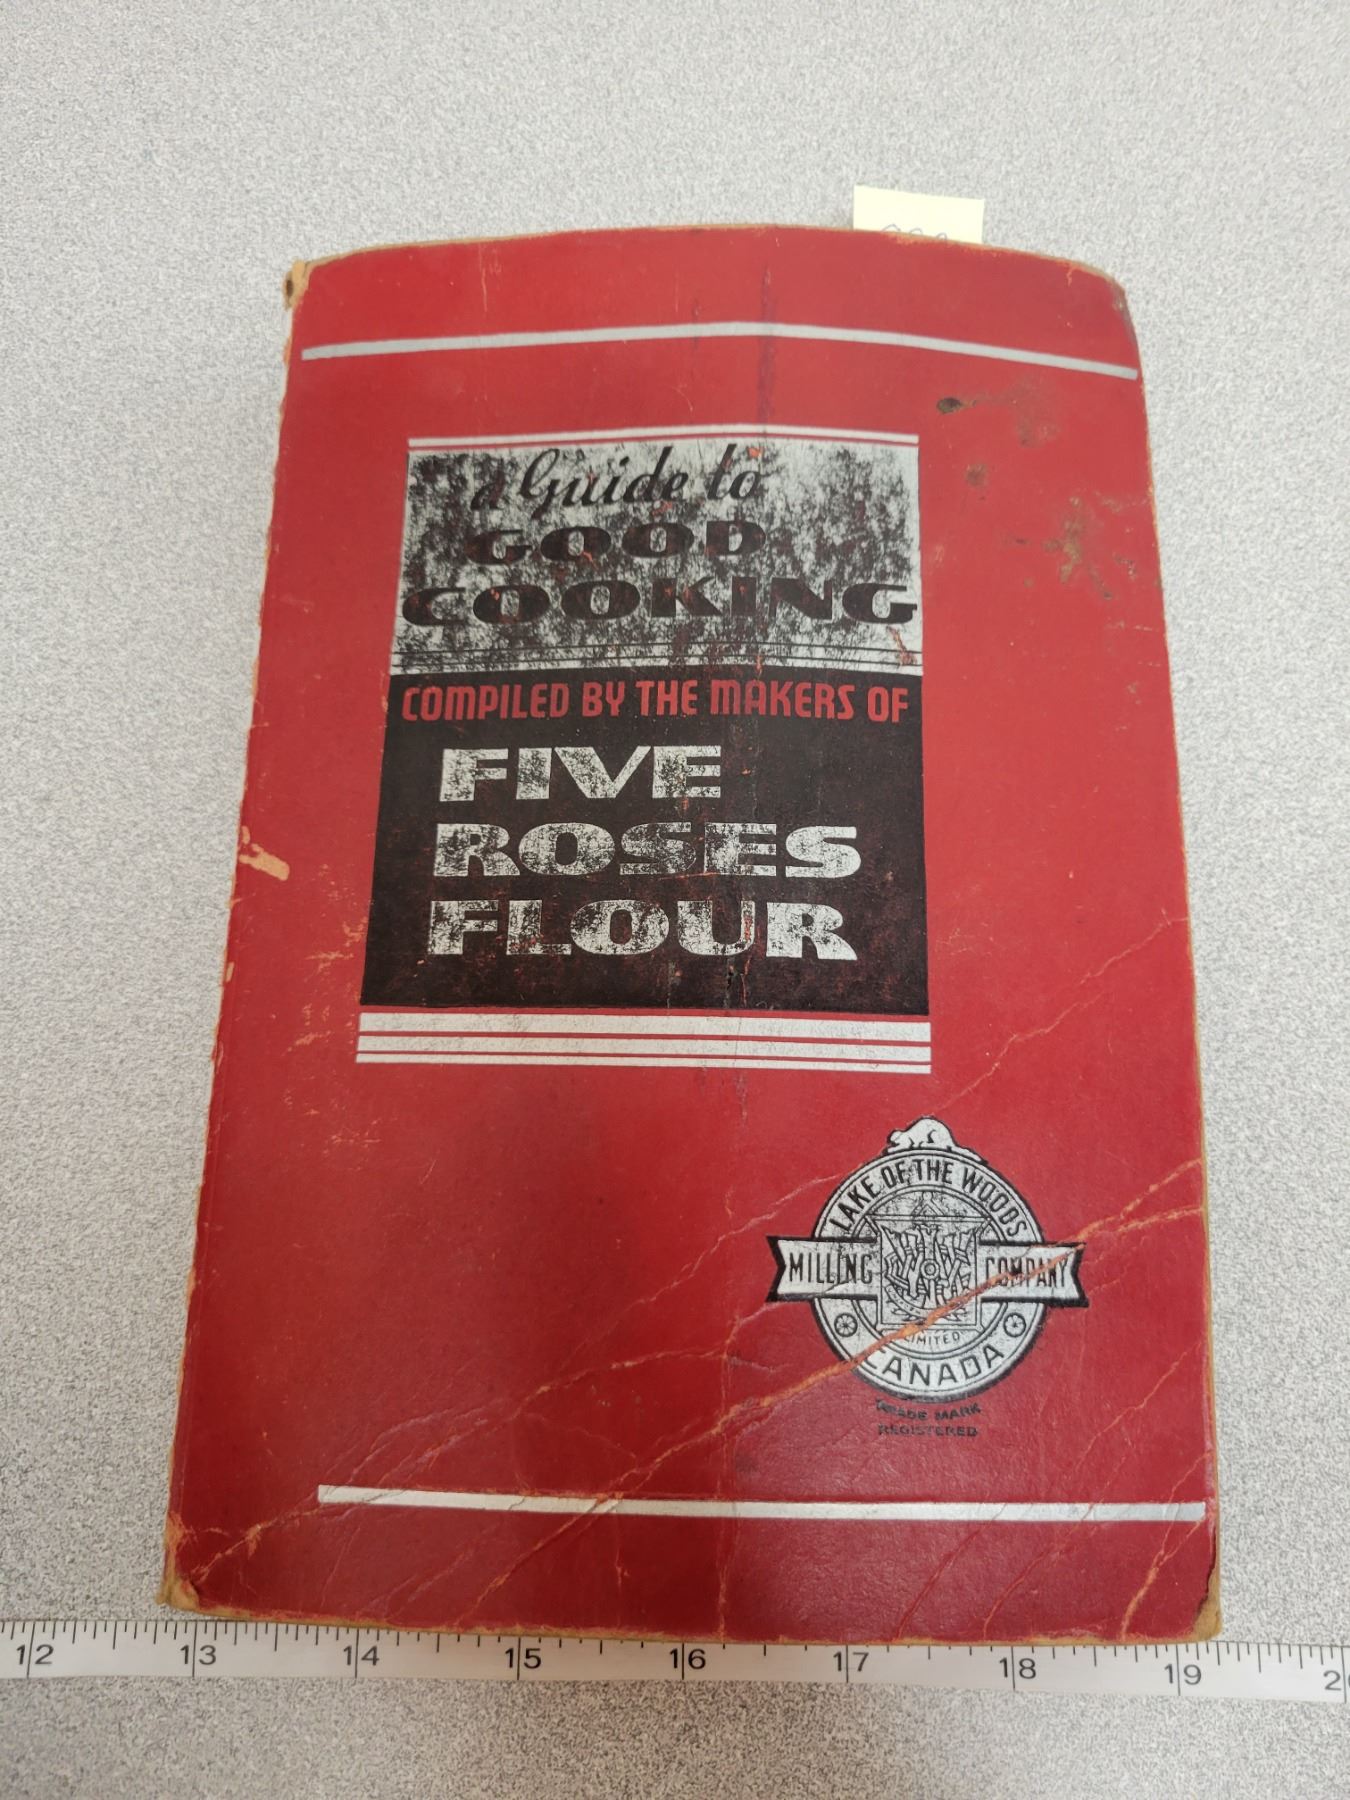 a Guide to
GOOD
COOKING
COMPILED BY THE MAKERS OF
FIVE
ROSES
FLOUR
LAKE OF THE WOODS
MILLING COMPANY
LIMITED
CANADA
TRADE MARK
REGISTERED
12 13 14 15 16 17 18 19